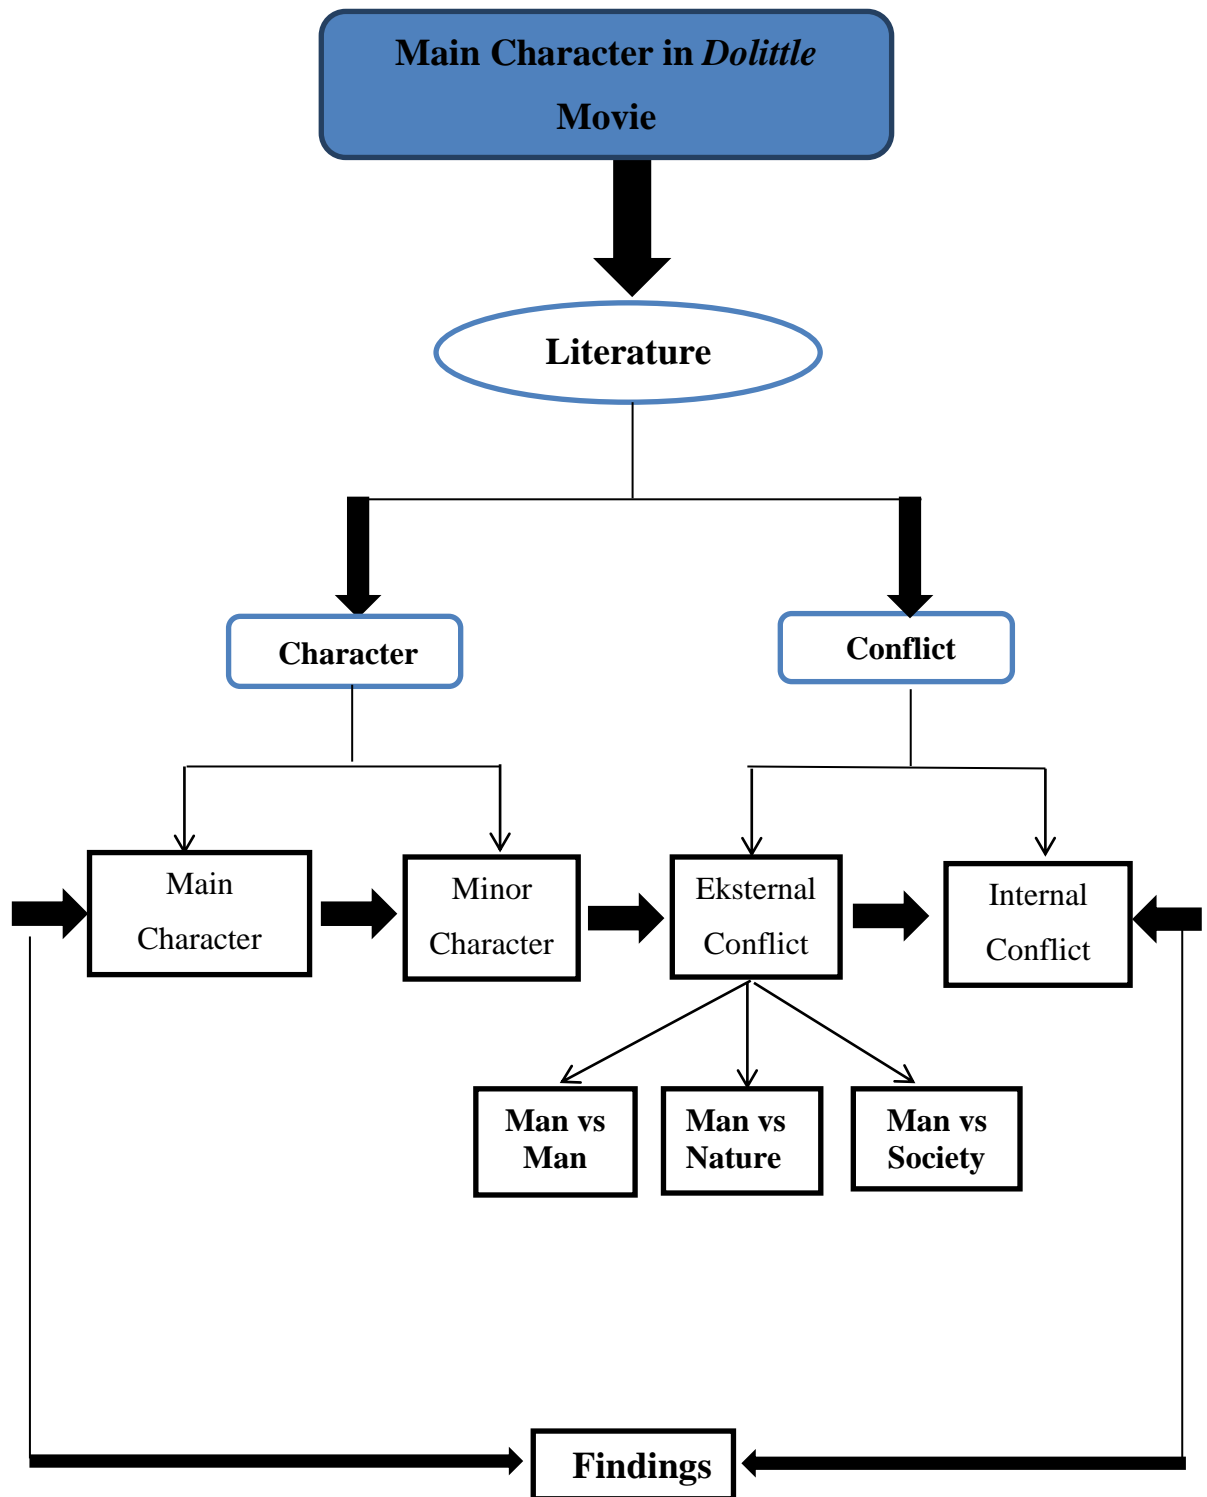 Main Character in Dolittle
Movie
Literature
Character
Conflict
Main
Character
Minor
Character
Eksternal
Conflict
Internal
Conflict
Man vs
Man
Man vs
Nature
Man vs
Society
Findings